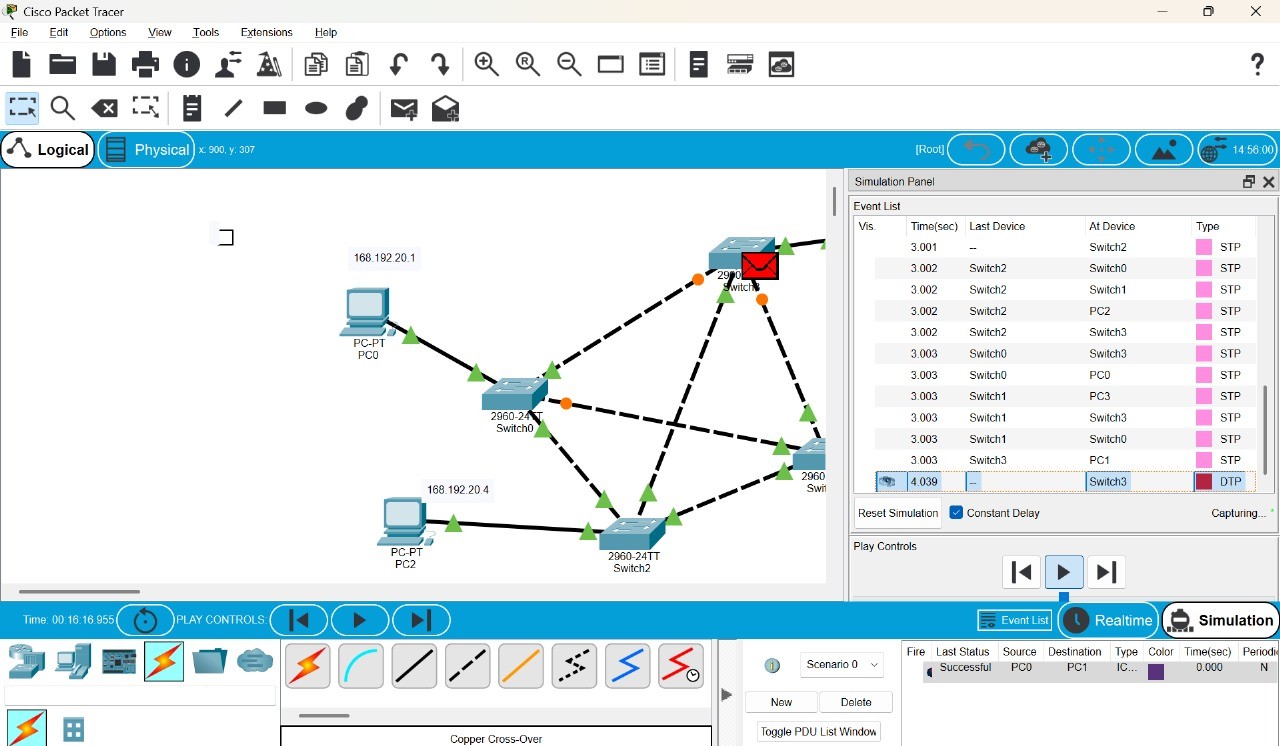 Cisco Packet Tracer
File Edit Options View Tools Extensions Help
Logical Physical x: 900, y: 307 [Root] 14:56:00
168.192.20.1
PC-PT
PC0
2960-24TT
Switch0
168.192.20.4
PC-PT
PC2
2960-24TT
Switch2
2960
Switch3
2960
Swit
Simulation Panel
Event List
Vis. Time(sec) Last Device At Device Type
3.001 -- Switch2 STP
3.002 Switch2 Switch0 STP
3.002 Switch2 Switch1 STP
3.002 Switch2 PC2 STP
3.002 Switch2 Switch3 STP
3.003 Switch0 Switch3 STP
3.003 Switch0 PC0 STP
3.003 Switch1 PC3 STP
3.003 Switch1 Switch3 STP
3.003 Switch1 Switch0 STP
3.003 Switch3 PC1 STP
4.039 -- Switch3 DTP
Reset Simulation Constant Delay Capturing...
Play Controls
Time: 00:16:16.955 PLAY CONTROLS: Event List Realtime Simulation
Scenario 0
New Delete
Toggle PDU List Window
Fire Last Status Source Destination Type Color Time(sec) Periodi
Successful PC0 PC1 IC... 0.000 N
Copper Cross-Over